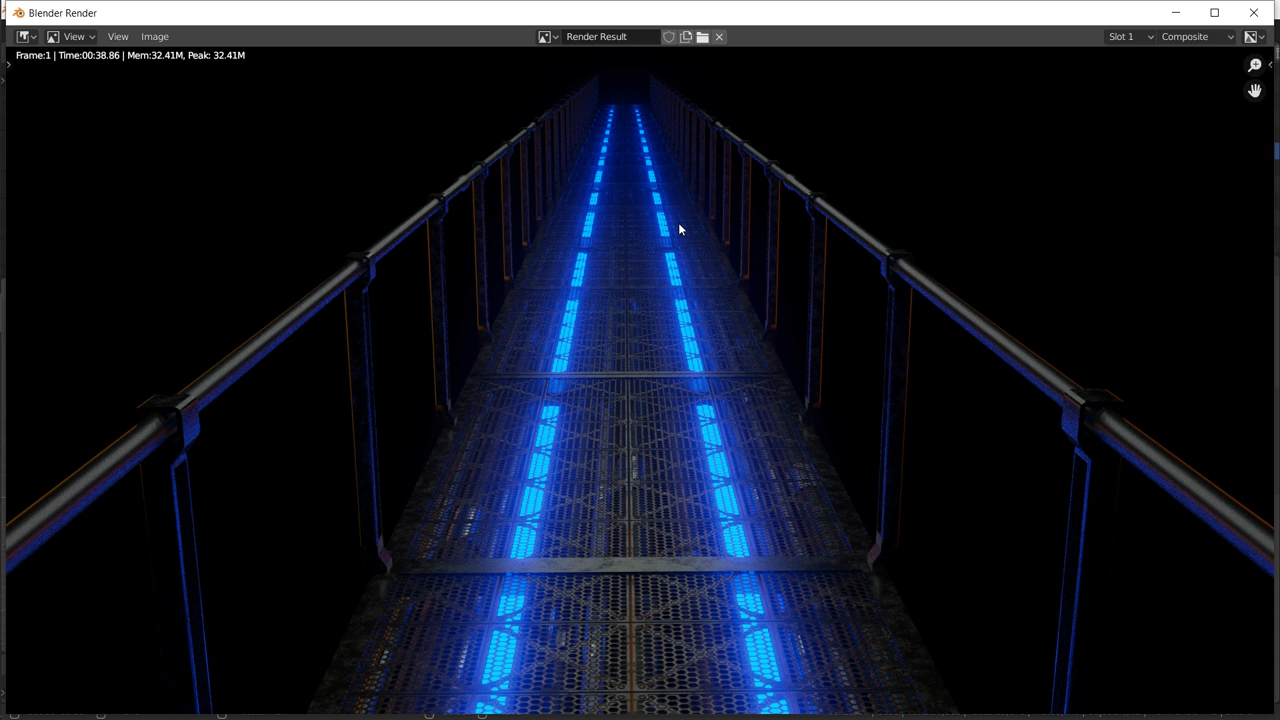 Blender Render
View View Image Render Result Slot 1 Composite
Frame:1 | Time:00:38.86 | Mem:32.41M, Peak: 32.41M